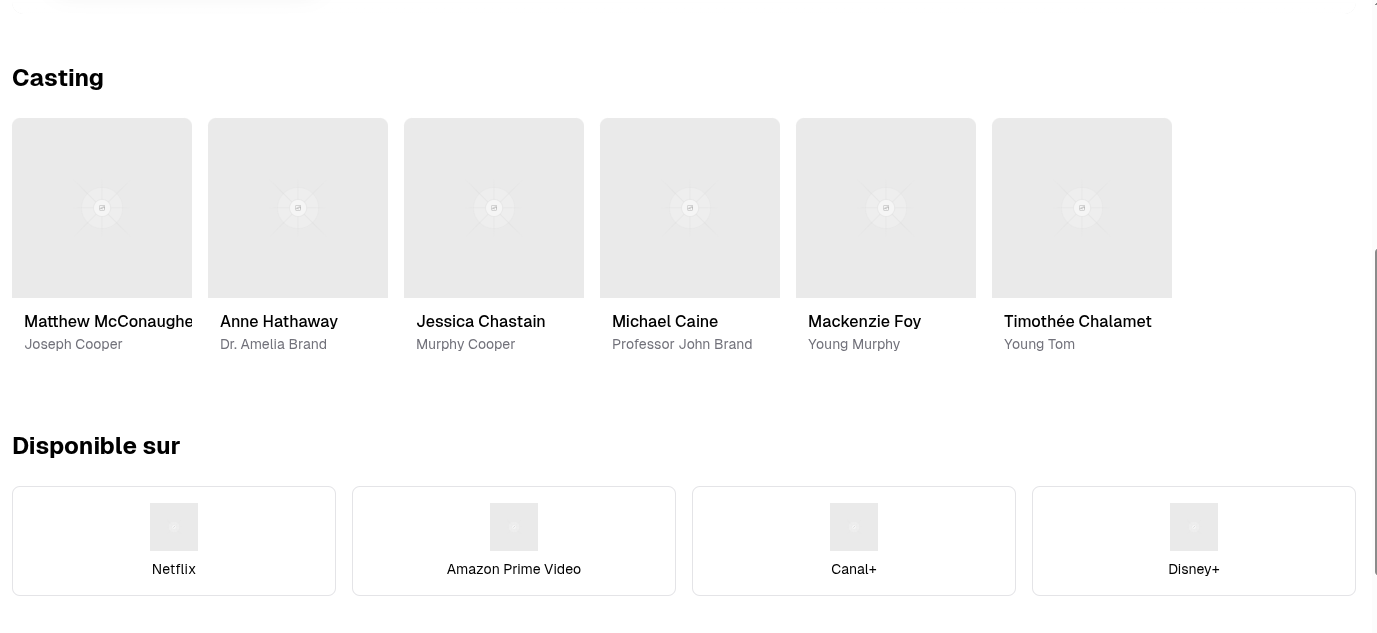 Casting
Matthew McConaughe
Joseph Cooper
Anne Hathaway
Dr. Amelia Brand
Jessica Chastain
Murphy Cooper
Michael Caine
Professor John Brand
Mackenzie Foy
Young Murphy
Timothée Chalamet
Young Tom
Disponible sur
Netflix
Amazon Prime Video
Canal+
Disney+